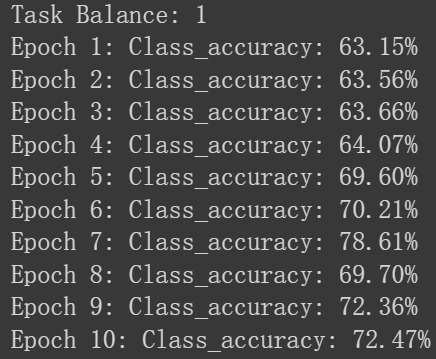 Task Balance: 1
Epoch 1: Class_accuracy: 63.15%
Epoch 2: Class_accuracy: 63.56%
Epoch 3: Class_accuracy: 63.66%
Epoch 4: Class_accuracy: 64.07%
Epoch 5: Class_accuracy: 69.60%
Epoch 6: Class_accuracy: 70.21%
Epoch 7: Class_accuracy: 78.61%
Epoch 8: Class_accuracy: 69.70%
Epoch 9: Class_accuracy: 72.36%
Epoch 10: Class_accuracy: 72.47%